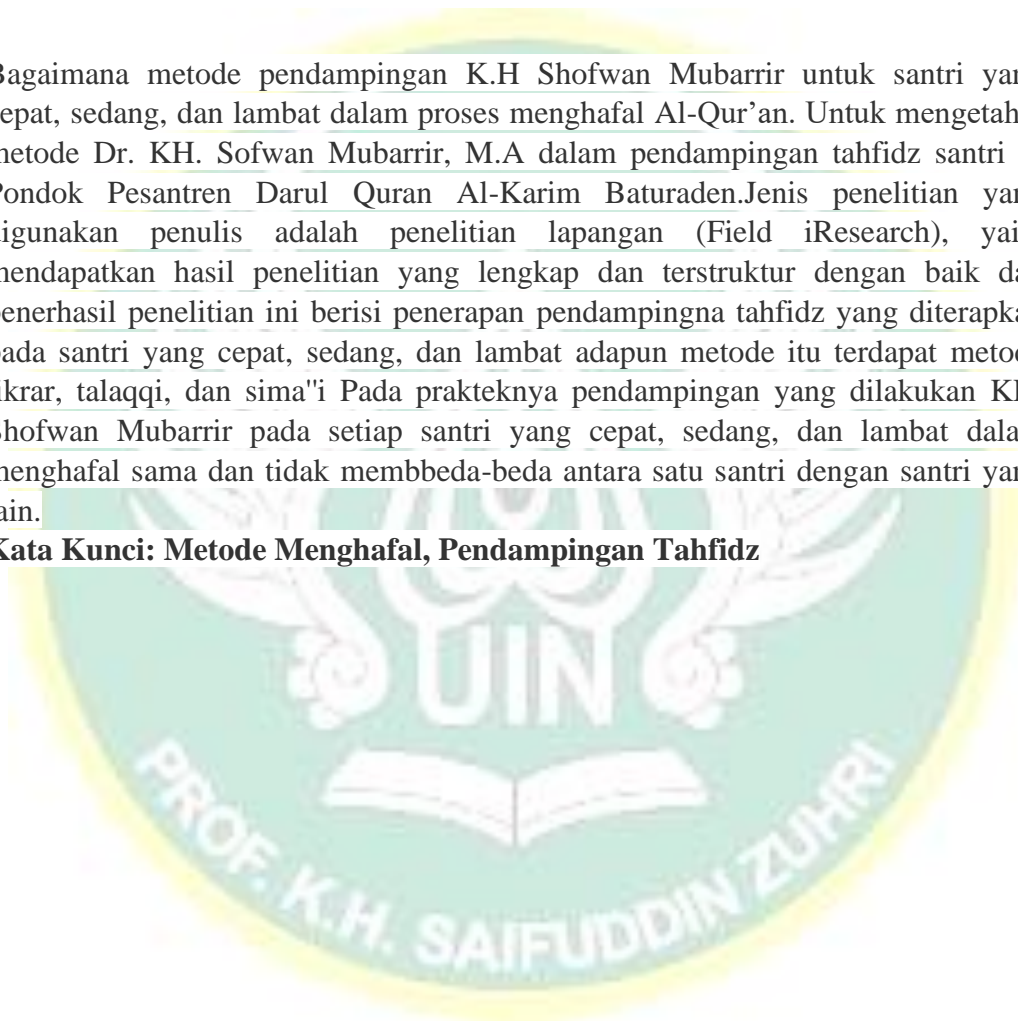 Bagaimana metode pendampingan K.H Shofwan Mubarrir untuk santri yan
cepat, sedang, dan lambat dalam proses menghafal Al-Qur’an. Untuk mengetah
metode Dr. KH. Sofwan Mubarrir, M.A dalam pendampingan tahfidz santri
Pondok Pesantren Darul Quran Al-Karim Baturaden.Jenis penelitian yan
digunakan penulis adalah penelitian lapangan (Field iResearch), yai
mendapatkan hasil penelitian yang lengkap dan terstruktur dengan baik da
benerhasil penelitian ini berisi penerapan pendampingna tahfidz yang diterapka
pada santri yang cepat, sedang, dan lambat adapun metode itu terdapat metod
tikrar, talaqqi, dan sima"i Pada prakteknya pendampingan yang dilakukan KH
Shofwan Mubarrir pada setiap santri yang cepat, sedang, dan lambat dala
menghafal sama dan tidak membbeda-beda antara satu santri dengan santri yan
lain.
Kata Kunci: Metode Menghafal, Pendampingan Tahfidz
UIN
PROF. K.H. SAIFUDDIN ZUHRI